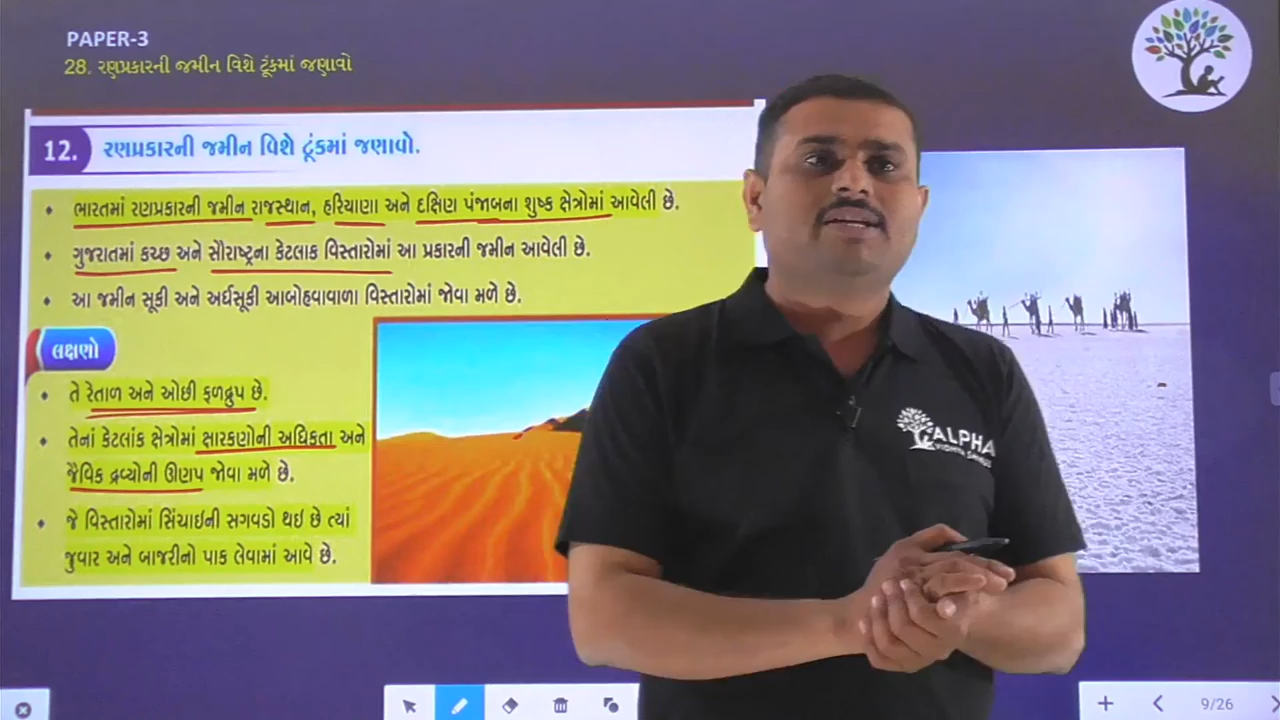 PAPER-3
28. રણપ્રકારની જમીન વિશે ટૂંકમાં જણાવો
12. રણપ્રકારની જમીન વિશે ટૂંકમાં જણાવો.
• ભારતમાં રણપ્રકારની જમીન રાજસ્થાન, હરિયાણા અને દક્ષિણ પંજાબના શુષ્ક ક્ષેત્રોમાં આવેલી છે.
• ગુજરાતમાં કચ્છ અને સૌરાષ્ટ્રના કેટલાક વિસ્તારોમાં આ પ્રકારની જમીન આવેલી છે.
• આ જમીન સૂકી અને અર્ધસૂકી આબોહવાવાળા વિસ્તારોમાં જોવા મળે છે.
લક્ષણો
• તે રેતાળ અને ઓછી ફળદ્રુપ છે.
• તેનાં કેટલાંક ક્ષેત્રોમાં ક્ષારકણોની અધિકતા અને
જૈવિક દ્રવ્યોની ઊણપ જોવા મળે છે.
• જે વિસ્તારોમાં સિંચાઇની સગવડો થઇ છે ત્યાં
જુવાર અને બાજરીનો પાક લેવામાં આવે છે.
ALPHA
9/26